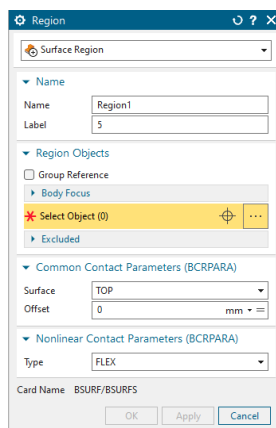 Region
Surface Region
Name
Name Region1
Label 5
Region Objects
Group Reference
Body Focus
Select Object (0)
Excluded
Common Contact Parameters (BCRPARA)
Surface TOP
Offset 0 mm
Nonlinear Contact Parameters (BCRPARA)
Type FLEX
Card Name BSURF/BSURFS
OK Apply Cancel